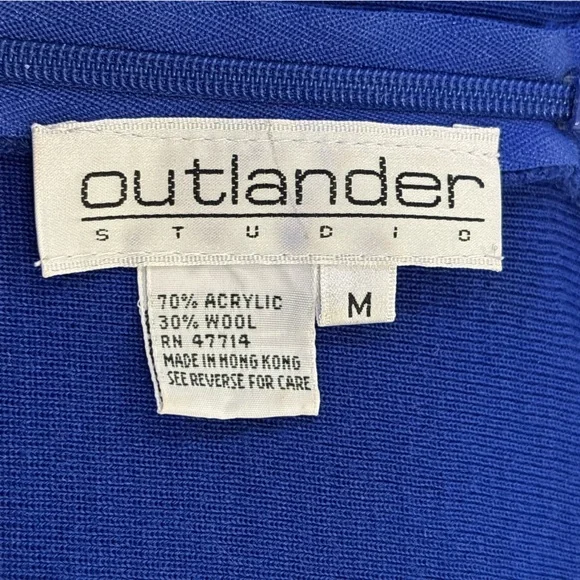 outlander
STUDIO
70% ACRYLIC
30% WOOL
RN 47714
MADE IN HONG KONG
SEE REVERSE FOR CARE
M